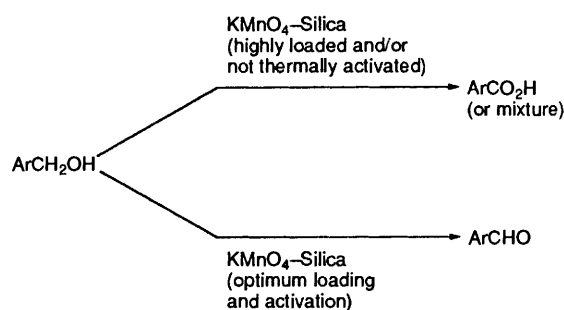 KMnO₄–Silica
(highly loaded and/or
not thermally activated)
ArCO₂H
(or mixture)
ArCH₂OH
ArCHO
KMnO₄–Silica
(optimum loading
and activation)